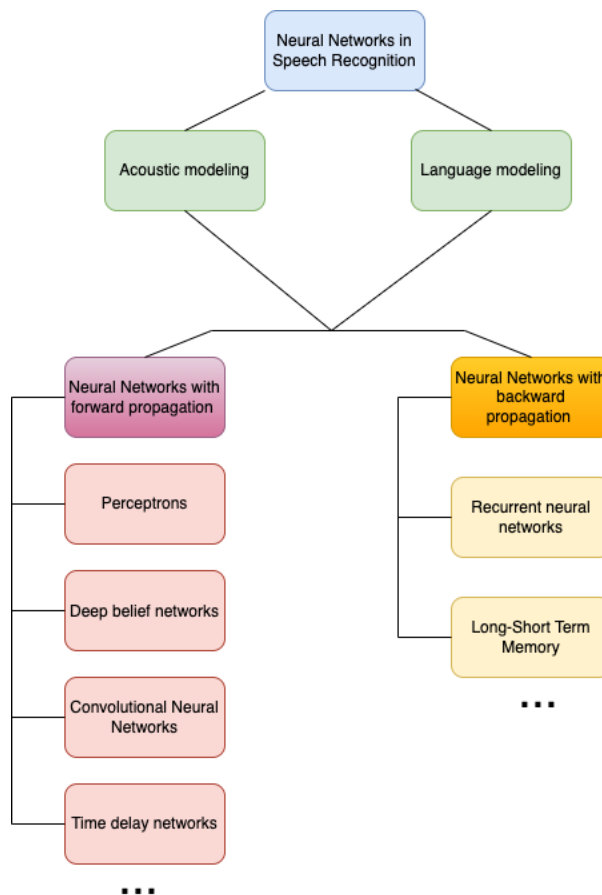 Neural Networks in
Speech Recognition
Acoustic modeling
Language modeling
Neural Networks with
forward propagation
Perceptrons
Deep belief networks
Convolutional Neural
Networks
Time delay networks
...
Neural Networks with
backward
propagation
Recurrent neural
networks
Long-Short Term
Memory
...